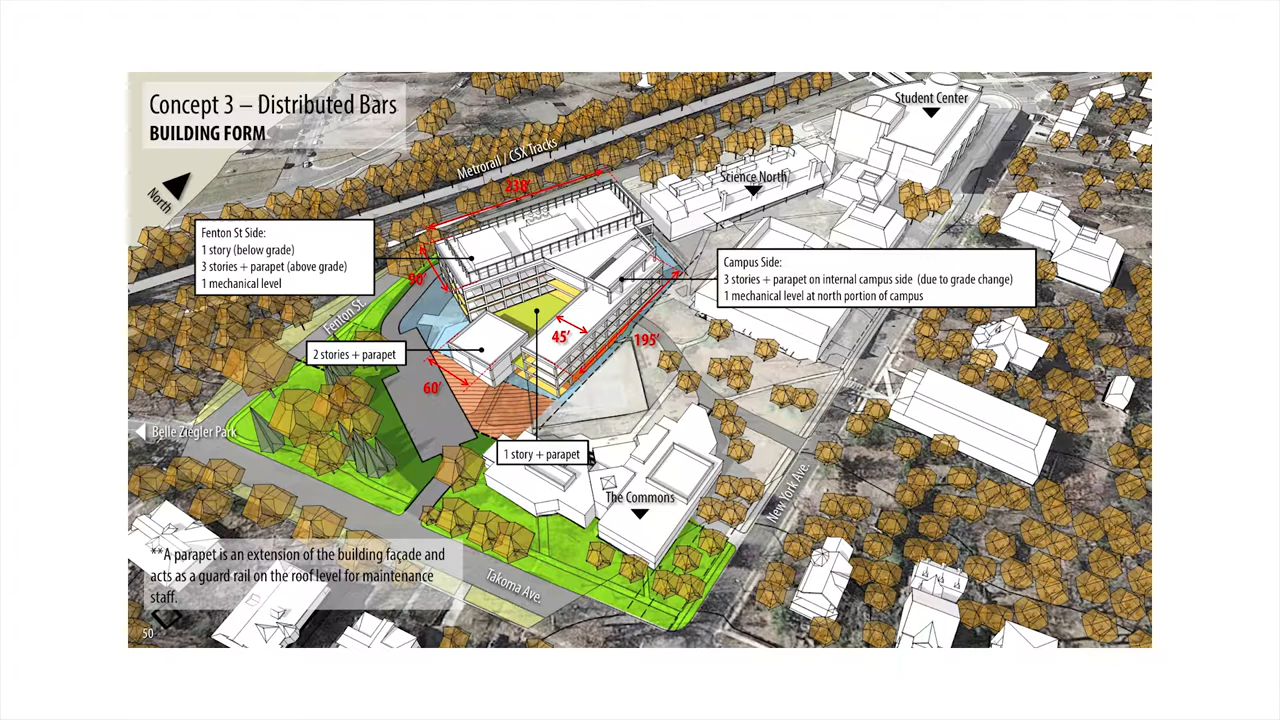 Concept 3 – Distributed Bars
BUILDING FORM
Student Center
Metrorail / CSX Tracks
Science North
238'
North
Fenton St Side:
1 story (below grade)
3 stories + parapet (above grade)
1 mechanical level
90'
Campus Side:
3 stories + parapet on internal campus side (due to grade change)
1 mechanical level at north portion of campus
Fenton St.
45'
195'
2 stories + parapet
60'
Belle Ziegler Park
1 story + parapet
The Commons
New York Ave.
**A parapet is an extension of the building façade and
acts as a guard rail on the roof level for maintenance
staff.
Takoma Ave.
50